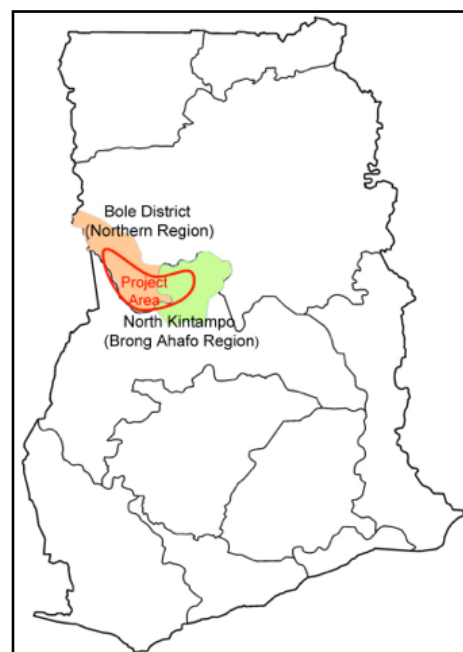 Bole District
(Northern Region)
Project
Area
North Kintampo
(Brong Ahafo Region)